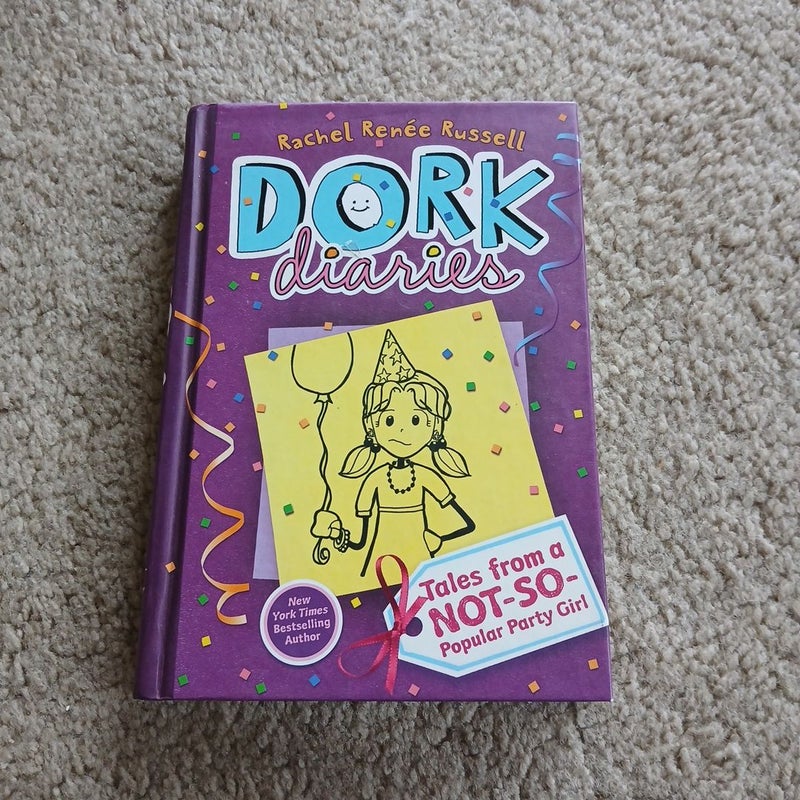 Rachel Renée Russell
DORK
diaries
Tales from a
NOT-SO-
Popular Party Girl
New
York Times
Bestselling
Author